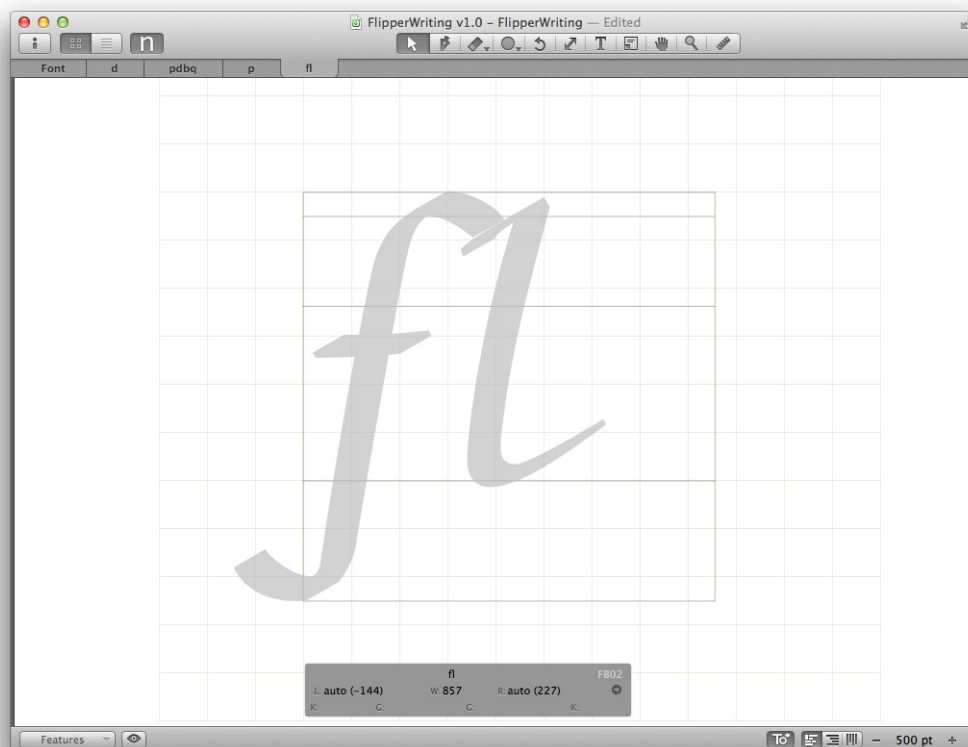 FlipperWriting v1.0 – FlipperWriting — Edited
n T
Font d pdbq p fl
fl
fl FB02
L: auto (−144) W: 857 R: auto (227)
K: G: G: K:
Features To 500 pt